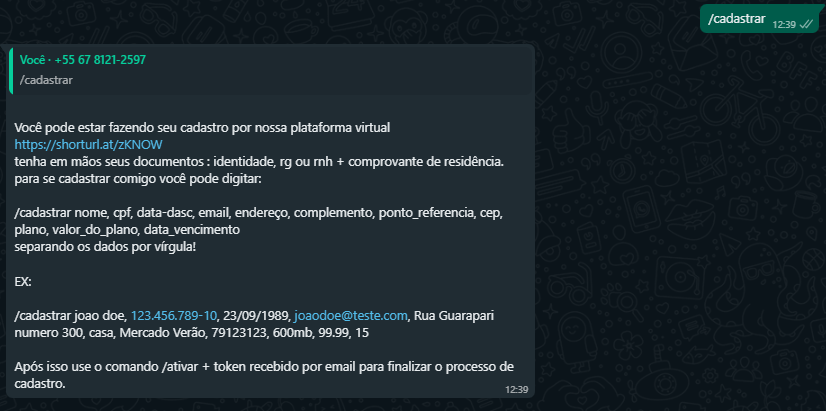 /cadastrar
12:39
Você · +55 67 8121-2597
/cadastrar
Você pode estar fazendo seu cadastro por nossa plataforma virtual
https://shorturl.at/zKNOW
tenha em mãos seus documentos : identidade, rg ou rnh + comprovante de residência.
para se cadastrar comigo você pode digitar:
/cadastrar nome, cpf, data-dasc, email, endereço, complemento, ponto_referencia, cep,
plano, valor_do_plano, data_vencimento
separando os dados por vírgula!
EX:
/cadastrar joao doe, 123.456.789-10, 23/09/1989, joaodoe@teste.com, Rua Guarapari
numero 300, casa, Mercado Verão, 79123123, 600mb, 99.99, 15
Após isso use o comando /ativar + token recebido por email para finalizar o processo de
cadastro.
12:39